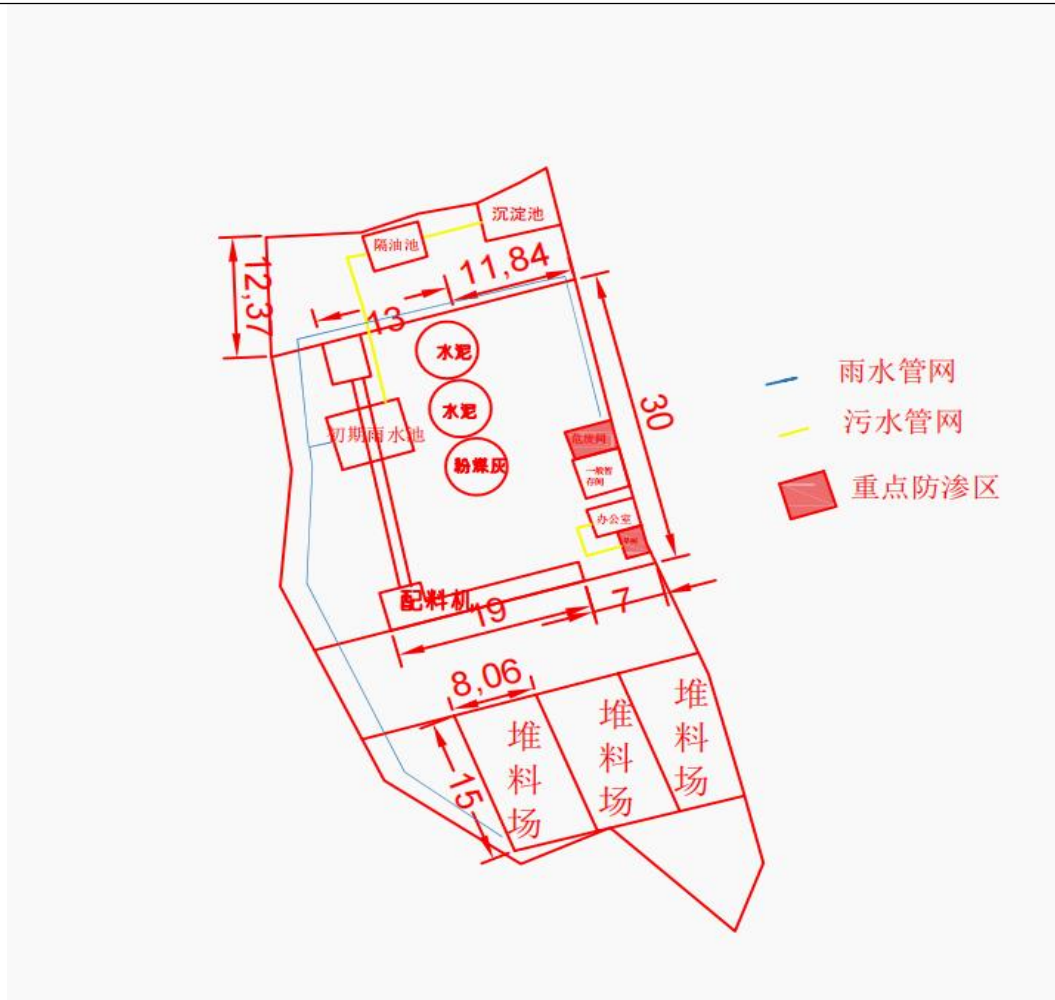 沉淀池
隔油池
11,84
12,37
13
水泥
水泥
粉煤灰
初期雨水池
30
危废间
一般暂
存间
办公室
配料机
19
7
8,06
15
堆料场
堆料场
堆料场
雨水管网
污水管网
重点防渗区